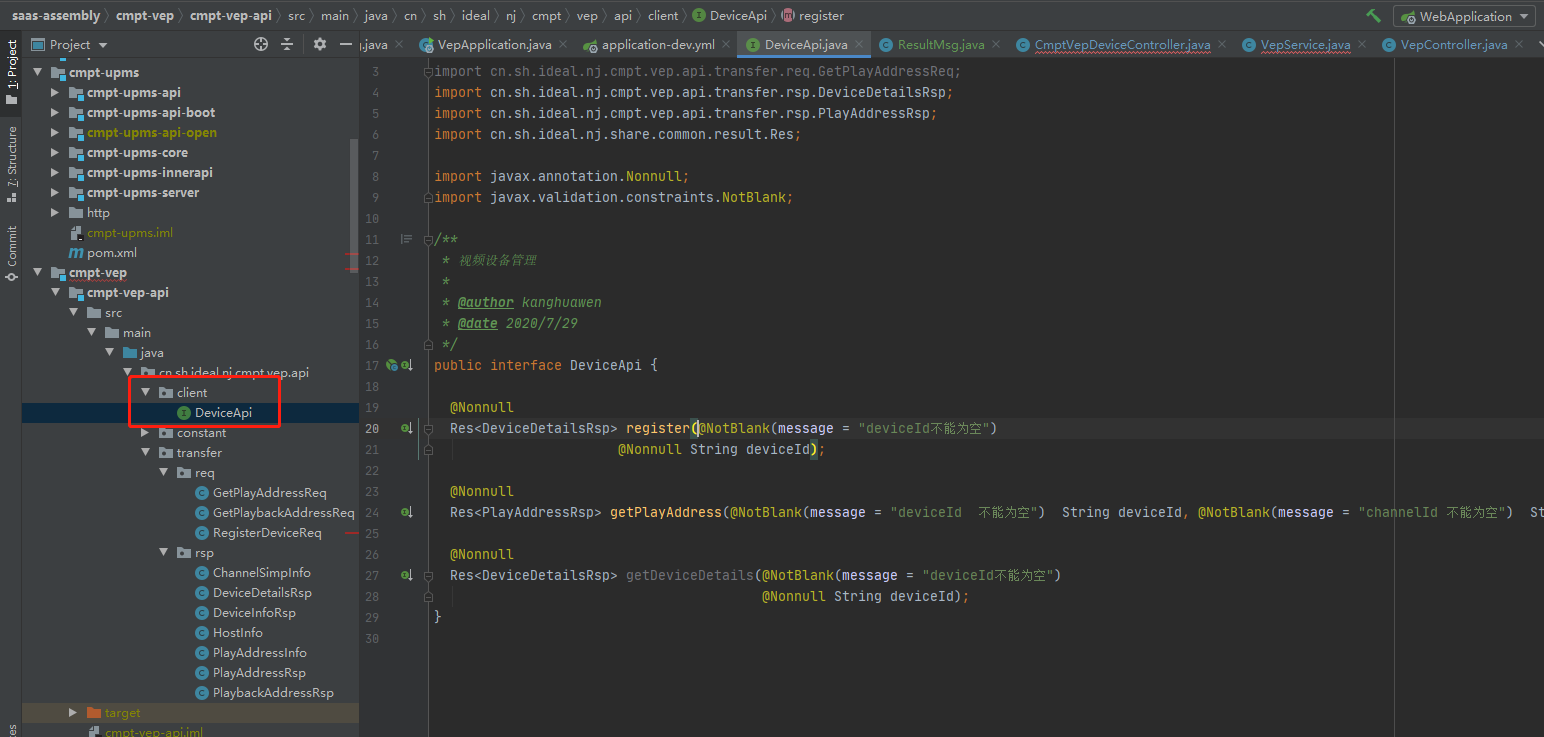 saas-assembly cmpt-vep cmpt-vep-api src main java cn sh ideal nj cmpt vep api client DeviceApi register
WebApplication
Project
.java VepApplication.java application-dev.yml DeviceApi.java ResultMsg.java CmptVepDeviceController.java VepService.java VepController.java
1: Project
7: Structure
Commit
cmpt-upms
cmpt-upms-api
cmpt-upms-api-boot
cmpt-upms-api-open
cmpt-upms-core
cmpt-upms-innerapi
cmpt-upms-server
http
cmpt-upms.iml
pom.xml
cmpt-vep
cmpt-vep-api
src
main
java
cn.sh.ideal.nj.cmpt.vep.api
client
DeviceApi
constant
transfer
req
GetPlayAddressReq
GetPlaybackAddressReq
RegisterDeviceReq
rsp
ChannelSimpInfo
DeviceDetailsRsp
DeviceInfoRsp
HostInfo
PlayAddressInfo
PlayAddressRsp
PlaybackAddressRsp
target
cmpt-vep-api.iml
3 import cn.sh.ideal.nj.cmpt.vep.api.transfer.req.GetPlayAddressReq;
4 import cn.sh.ideal.nj.cmpt.vep.api.transfer.rsp.DeviceDetailsRsp;
5 import cn.sh.ideal.nj.cmpt.vep.api.transfer.rsp.PlayAddressRsp;
6 import cn.sh.ideal.nj.share.common.result.Res;
7
8 import javax.annotation.Nonnull;
9 import javax.validation.constraints.NotBlank;
10
11 /**
12 * 视频设备管理
13 *
14 * @author kanghuawen
15 * @date 2020/7/29
16 */
17 public interface DeviceApi {
18
19 @Nonnull
20 Res<DeviceDetailsRsp> register(@NotBlank(message = "deviceId不能为空")
21 @Nonnull String deviceId);
22
23 @Nonnull
24 Res<PlayAddressRsp> getPlayAddress(@NotBlank(message = "deviceId 不能为空") String deviceId, @NotBlank(message = "channelId 不能为空") St
25
26 @Nonnull
27 Res<DeviceDetailsRsp> getDeviceDetails(@NotBlank(message = "deviceId不能为空")
28 @Nonnull String deviceId);
29 }
30